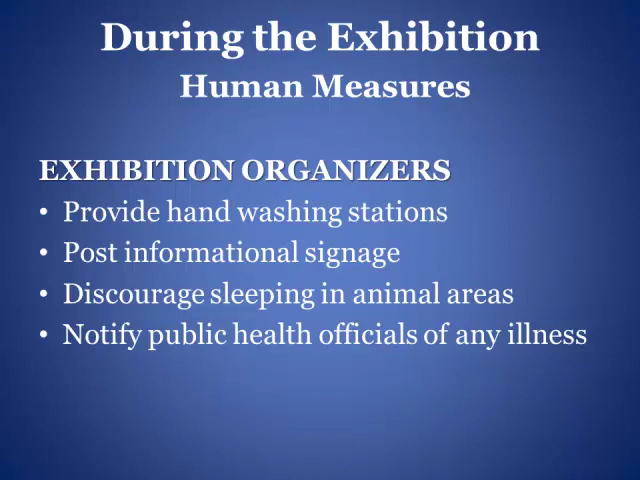 During the Exhibition
Human Measures
EXHIBITION ORGANIZERS
• Provide hand washing stations
• Post informational signage
• Discourage sleeping in animal areas
• Notify public health officials of any illness